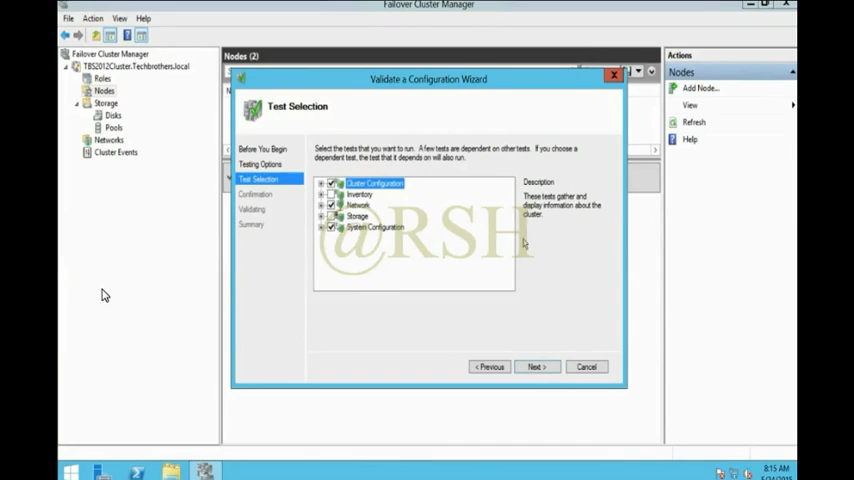 Failover Cluster Manager
File Action View Help
Failover Cluster Manager
TBS2012Cluster.Techbrothers.local
Roles
Nodes
Storage
Disks
Pools
Networks
Cluster Events
Nodes (2)
Validate a Configuration Wizard
Test Selection
Before You Begin
Testing Options
Test Selection
Confirmation
Validating
Summary
Select the tests that you want to run. A few tests are dependent on other tests. If you choose a
dependent test, the test that it depends on will also run.
Cluster Configuration
Inventory
Network
Storage
System Configuration
Description
These tests gather and
display information about the
cluster.
@RSH
< Previous
Next >
Cancel
Actions
Nodes
Add Node...
View
Refresh
Help
8:15 AM
5/24/2015